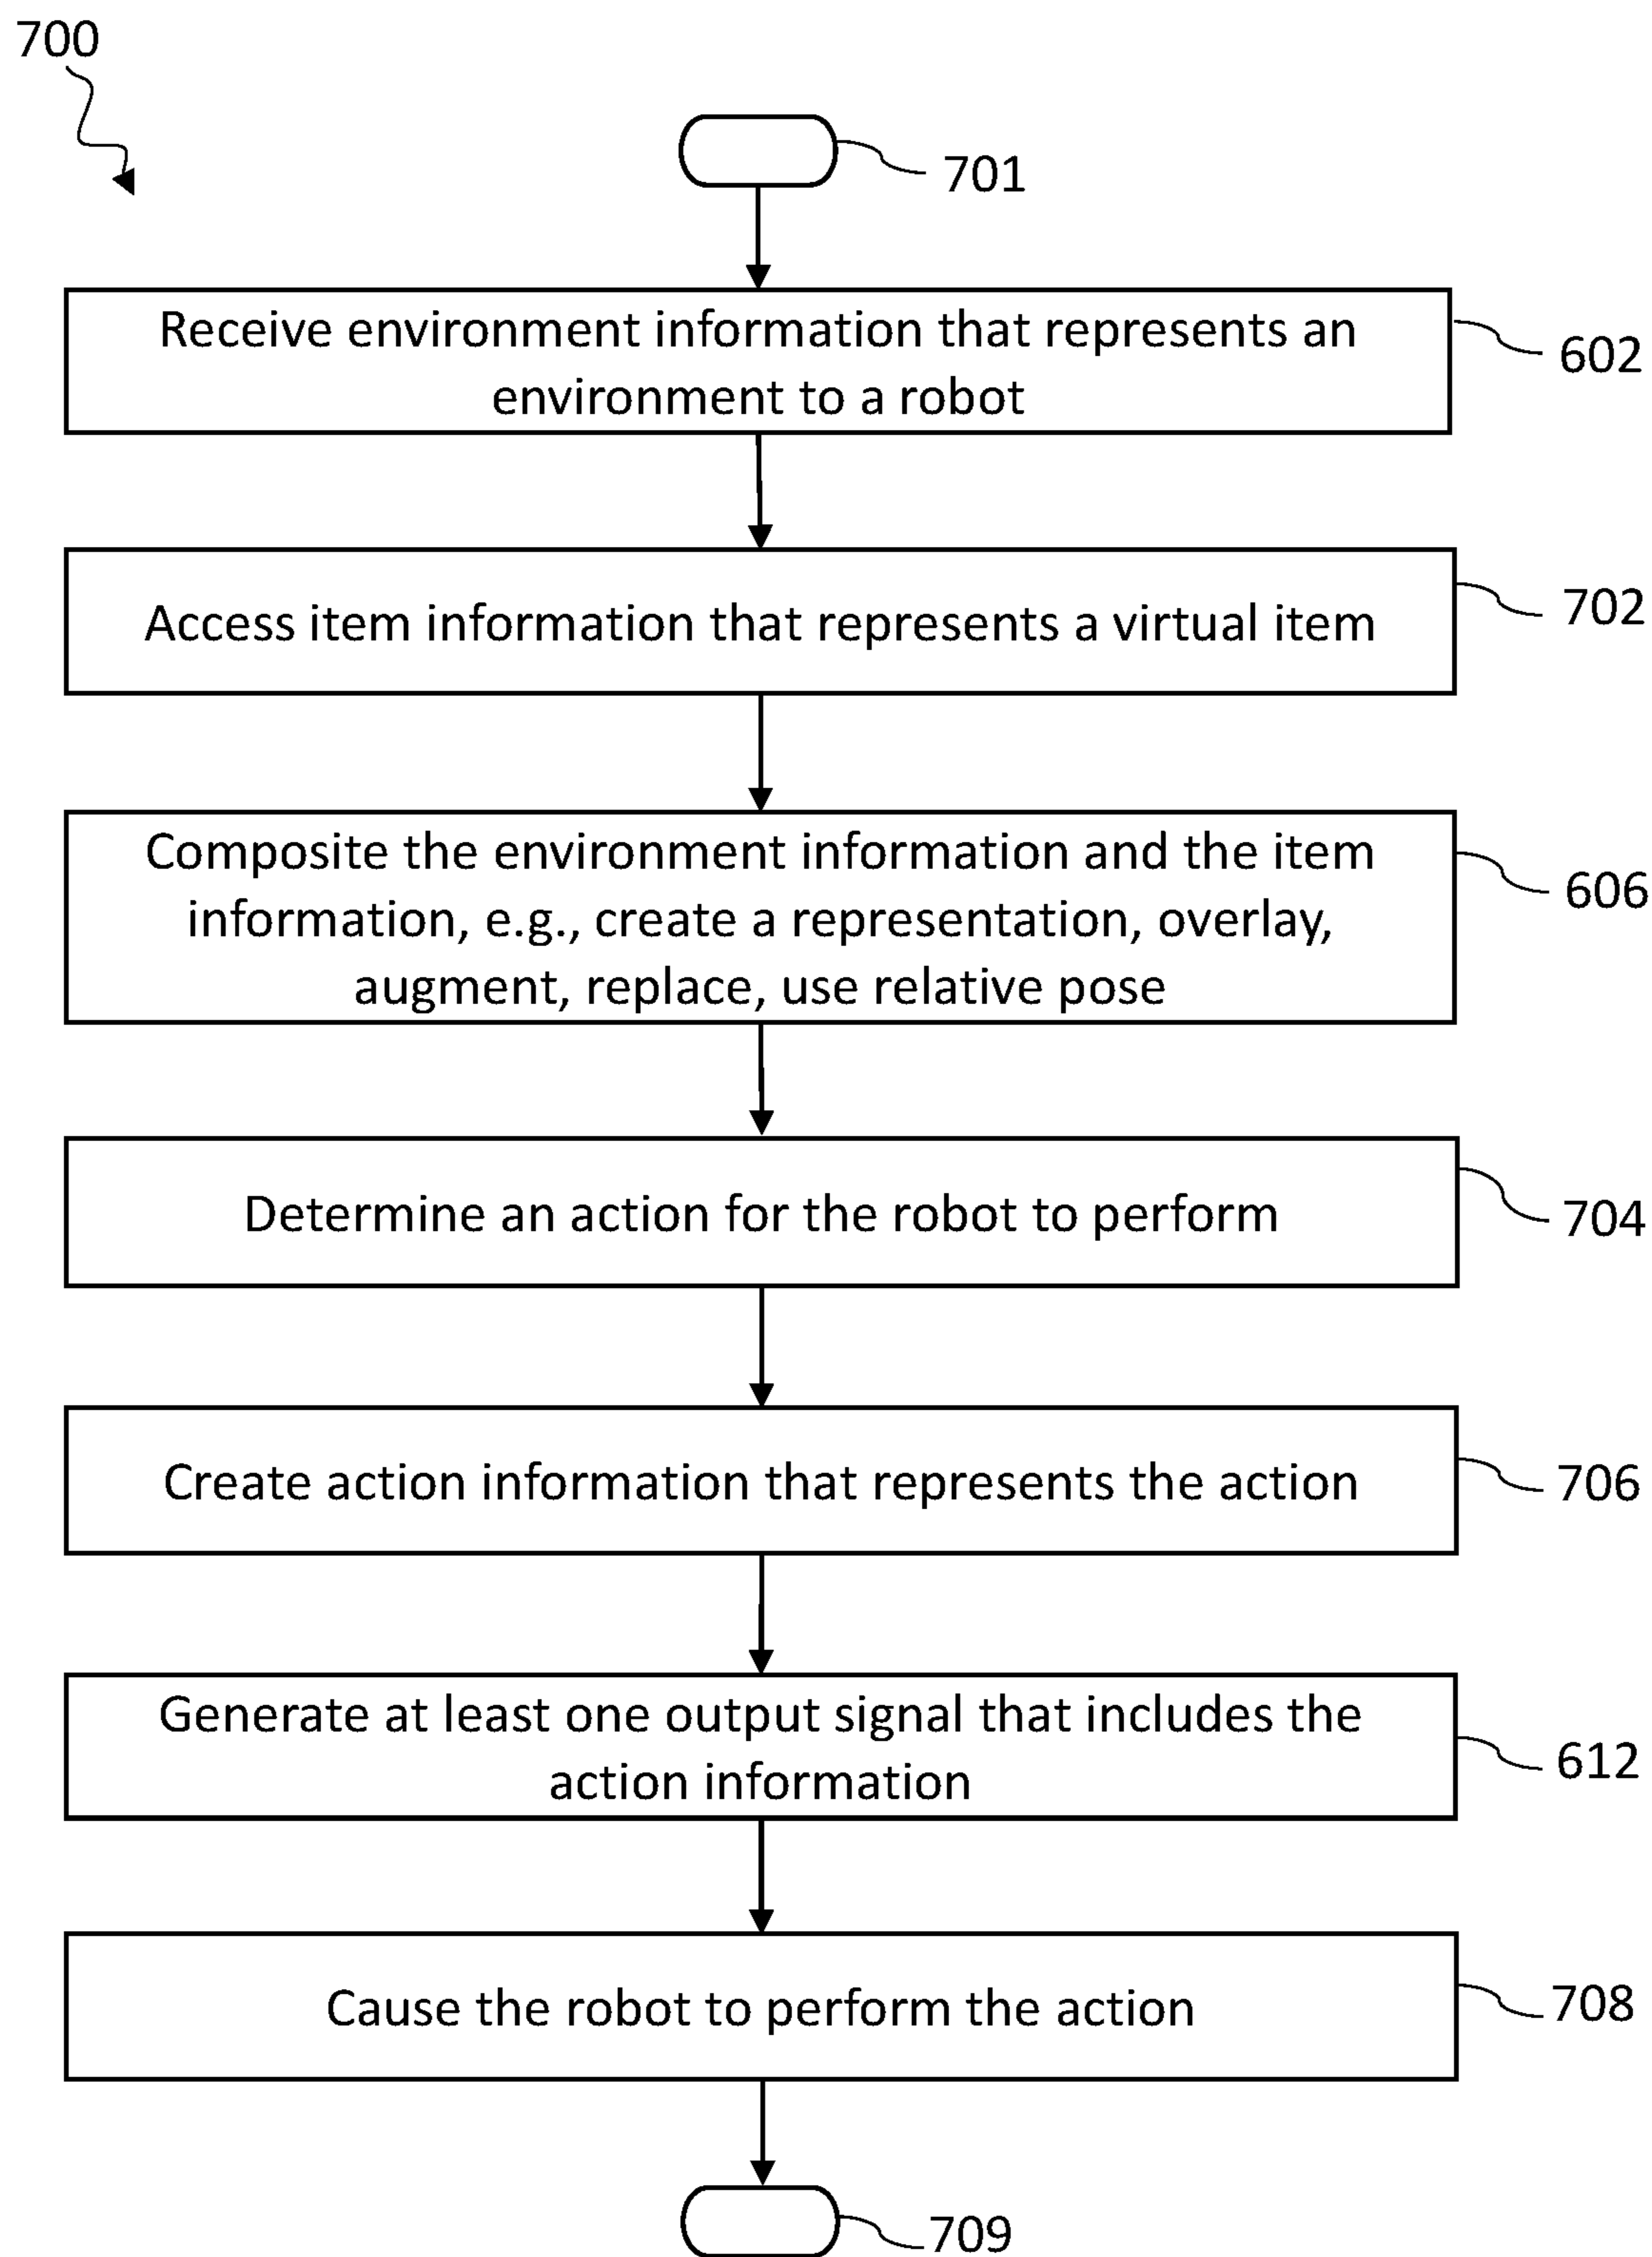 700
701
Receive environment information that represents an
environment to a robot
602
Access item information that represents a virtual item
702
Composite the environment information and the item
information, e.g., create a representation, overlay,
augment, replace, use relative pose
606
Determine an action for the robot to perform
704
Create action information that represents the action
706
Generate at least one output signal that includes the
action information
612
Cause the robot to perform the action
708
709